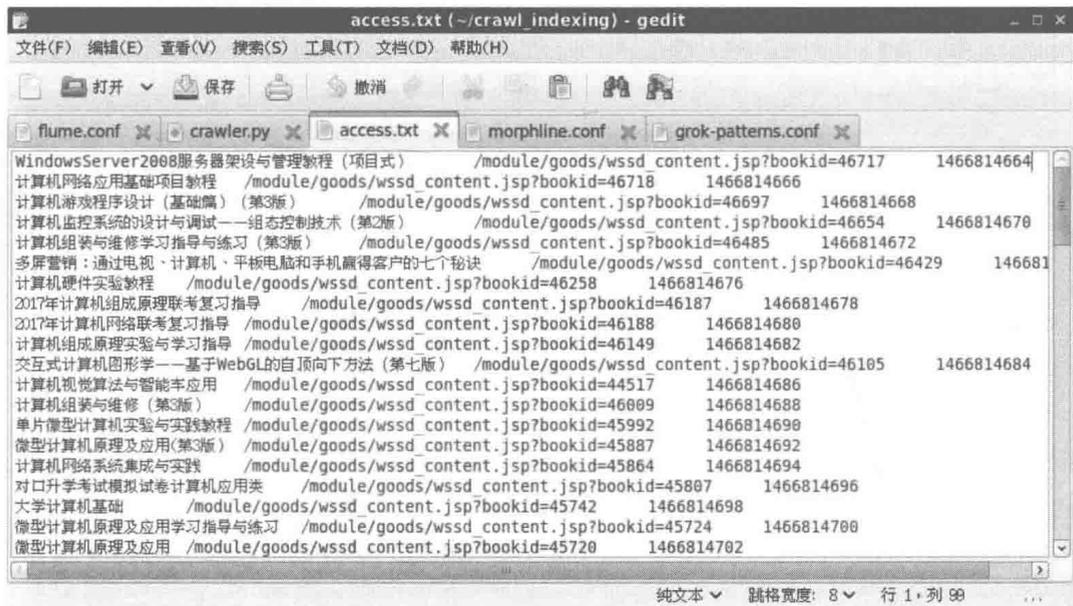 access.txt (~/crawl_indexing) - gedit
文件(F) 编辑(E) 查看(V) 搜索(S) 工具(T) 文档(D) 帮助(H)
打开 保存 撤消
flume.conf crawler.py access.txt morphline.conf grok-patterns.conf
WindowsServer2008服务器架设与管理教程（项目式） /module/goods/wssd_content.jsp?bookid=46717 1466814664
计算机网络应用基础项目教程 /module/goods/wssd_content.jsp?bookid=46718 1466814666
计算机游戏程序设计（基础篇）（第3版） /module/goods/wssd_content.jsp?bookid=46697 1466814668
计算机监控系统的设计与调试——组态控制技术（第2版） /module/goods/wssd_content.jsp?bookid=46654 1466814670
计算机组装与维修学习指导与练习（第3版） /module/goods/wssd_content.jsp?bookid=46485 1466814672
多屏营销：通过电视、计算机、平板电脑和手机赢得客户的七个秘诀 /module/goods/wssd_content.jsp?bookid=46429 146681
计算机硬件实验教程 /module/goods/wssd_content.jsp?bookid=46258 1466814676
2017年计算机组成原理联考复习指导 /module/goods/wssd_content.jsp?bookid=46187 1466814678
2017年计算机网络联考复习指导 /module/goods/wssd_content.jsp?bookid=46188 1466814680
计算机组成原理实验与学习指导 /module/goods/wssd_content.jsp?bookid=46149 1466814682
交互式计算机图形学——基于WebGL的自顶向下方法（第七版） /module/goods/wssd_content.jsp?bookid=46105 1466814684
计算机视觉算法与智能车应用 /module/goods/wssd_content.jsp?bookid=44517 1466814686
计算机组装与维修（第3版） /module/goods/wssd_content.jsp?bookid=46009 1466814688
单片微型计算机实验与实践教程 /module/goods/wssd_content.jsp?bookid=45992 1466814690
微型计算机原理及应用(第3版） /module/goods/wssd_content.jsp?bookid=45887 1466814692
计算机网络系统集成与实践 /module/goods/wssd_content.jsp?bookid=45864 1466814694
对口升学考试模拟试卷计算机应用类 /module/goods/wssd_content.jsp?bookid=45807 1466814696
大学计算机基础 /module/goods/wssd_content.jsp?bookid=45742 1466814698
微型计算机原理及应用学习指导与练习 /module/goods/wssd_content.jsp?bookid=45724 1466814700
微型计算机原理及应用 /module/goods/wssd_content.jsp?bookid=45720 1466814702
纯文本 跳格宽度: 8 行 1，列 99